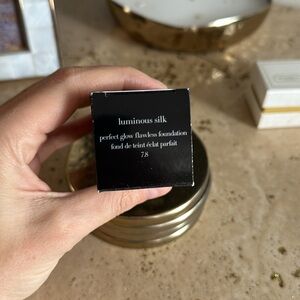 luminous silk
perfect glow flawless foundation
fond de teint éclat parfait
7.8